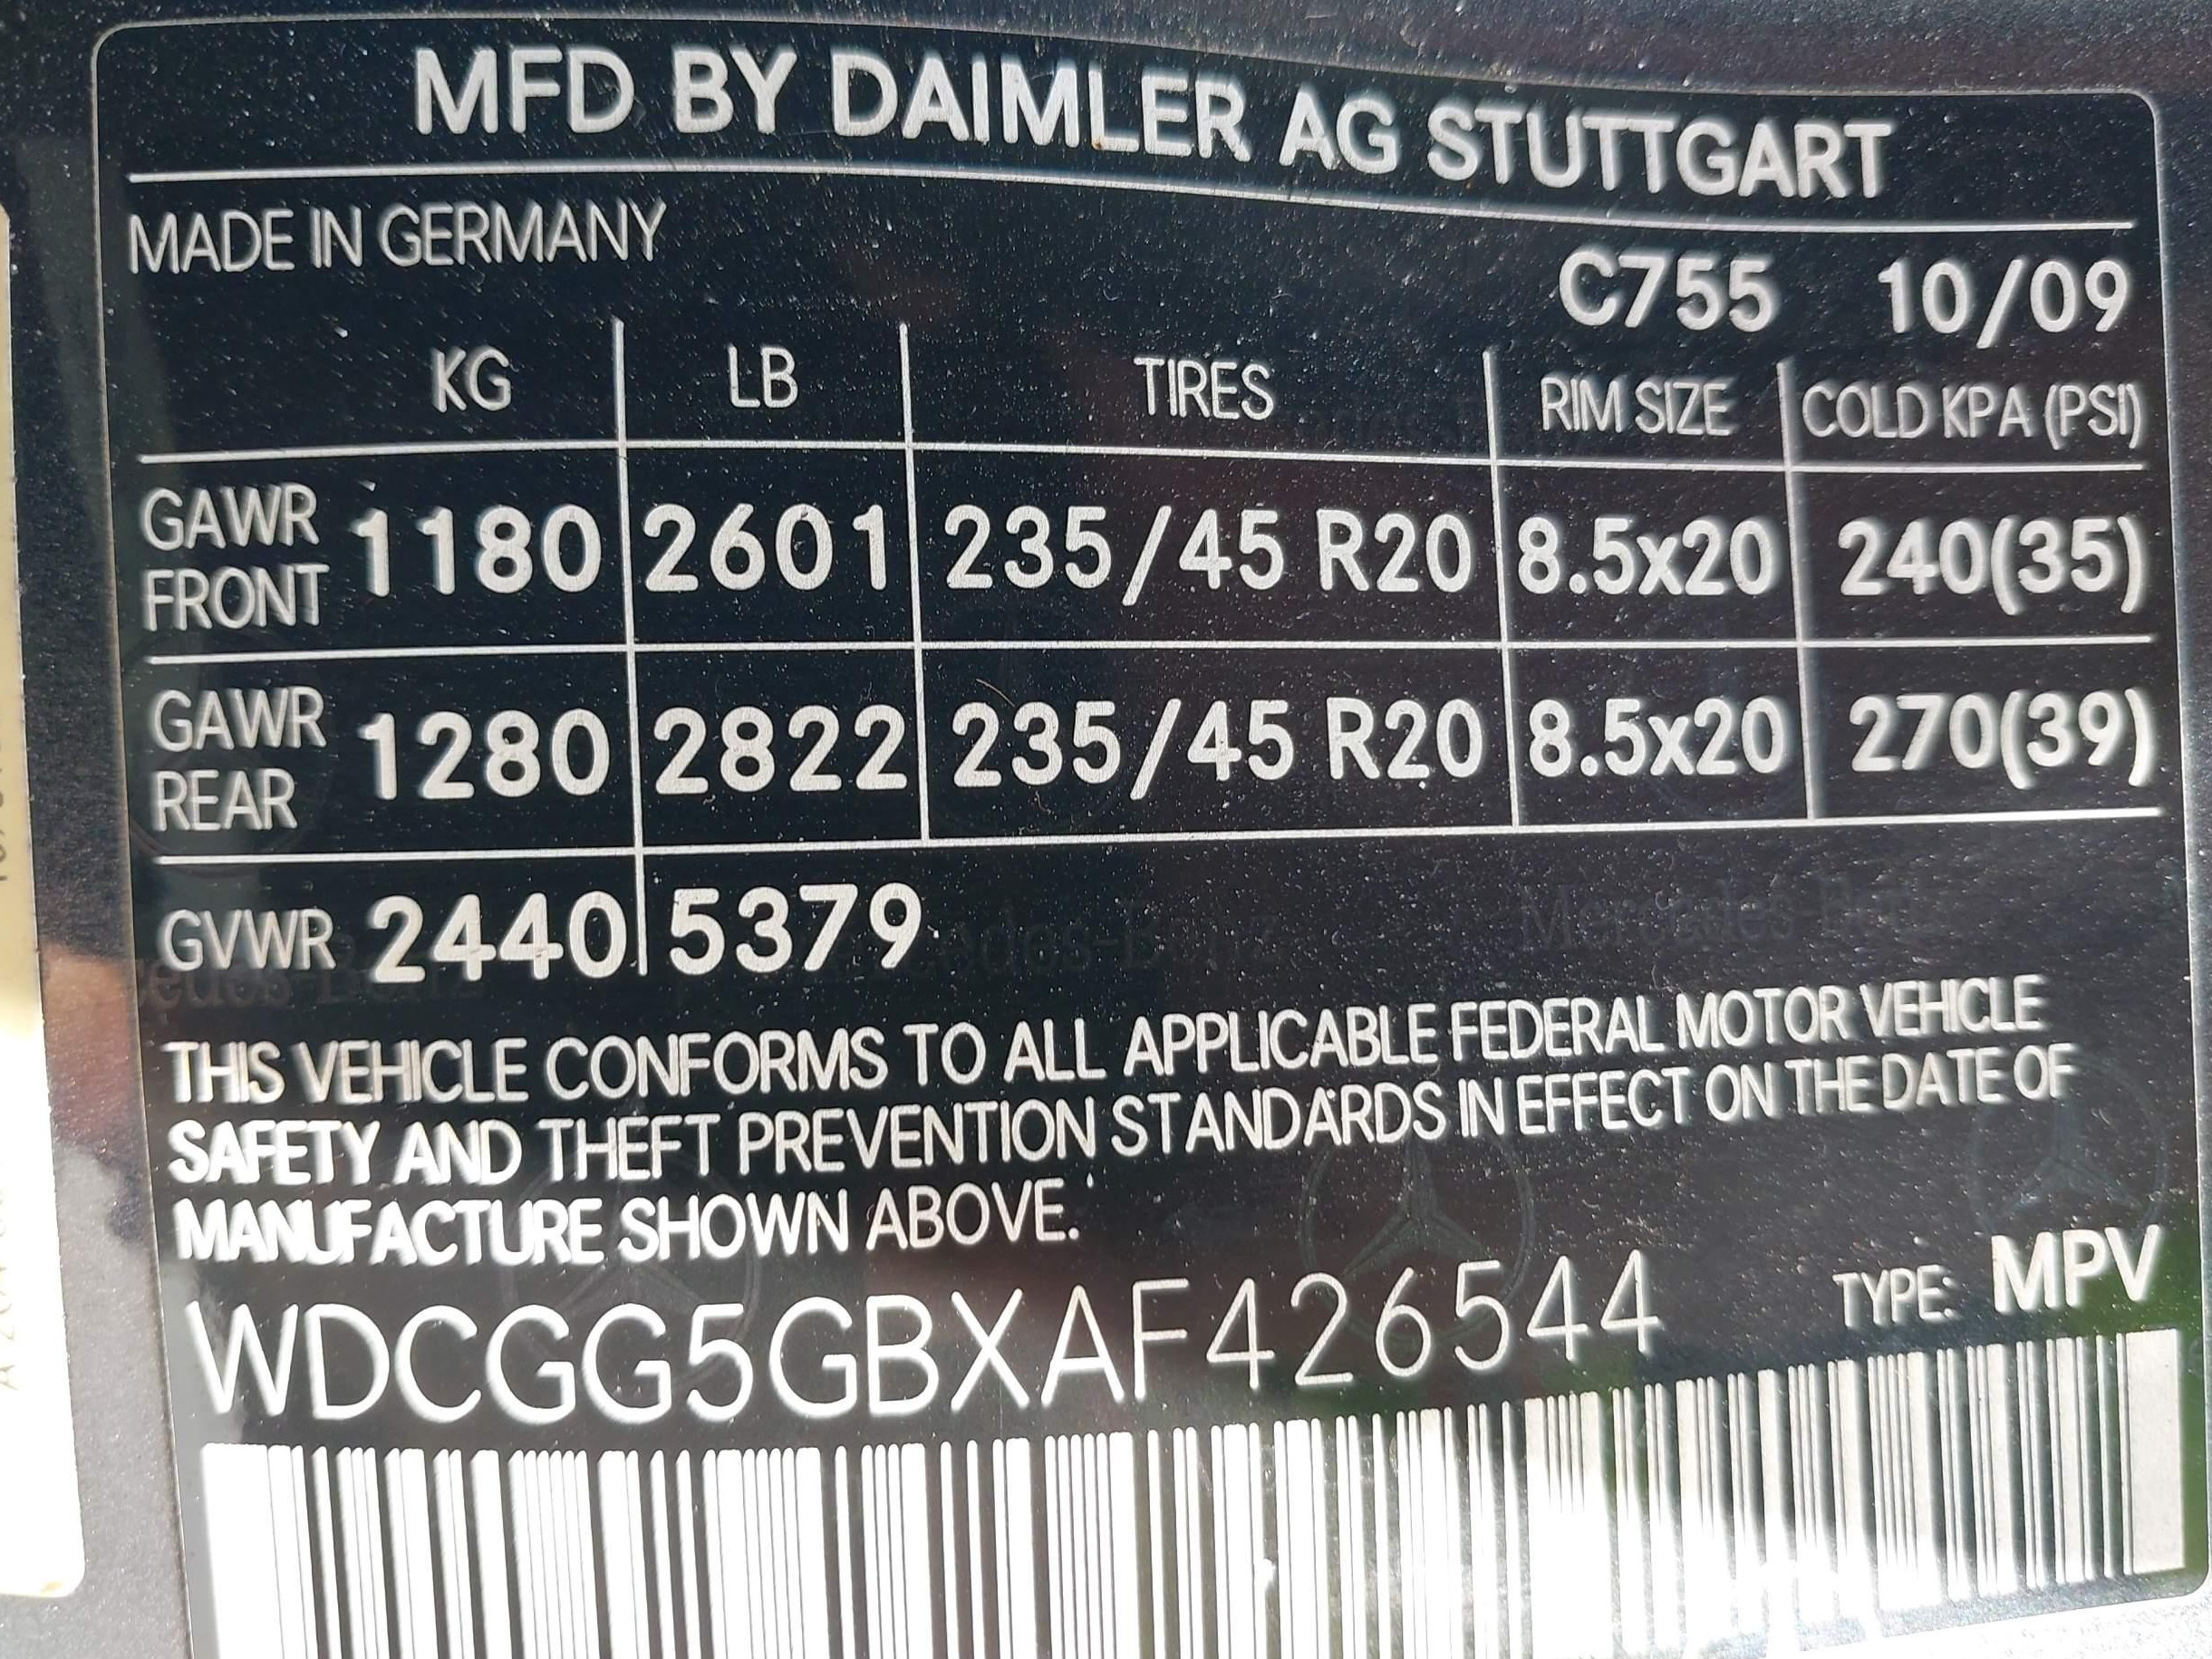 MFD BY DAIMLER AG STUTTGART
MADE IN GERMANY
C755 10/09
KG LB TIRES RIM SIZE COLD KPA (PSI)
GAWR FRONT 1180 2601 235/45 R20 8.5x20 240(35)
GAWR REAR 1280 2822 235/45 R20 8.5x20 270(39)
GVWR 2440 5379
Mercedes-Benz
THIS VEHICLE CONFORMS TO ALL APPLICABLE FEDERAL MOTOR VEHICLE
SAFETY AND THEFT PREVENTION STANDARDS IN EFFECT ON THE DATE OF
MANUFACTURE SHOWN ABOVE.
WDCGG5GBXAF426544 TYPE: MPV